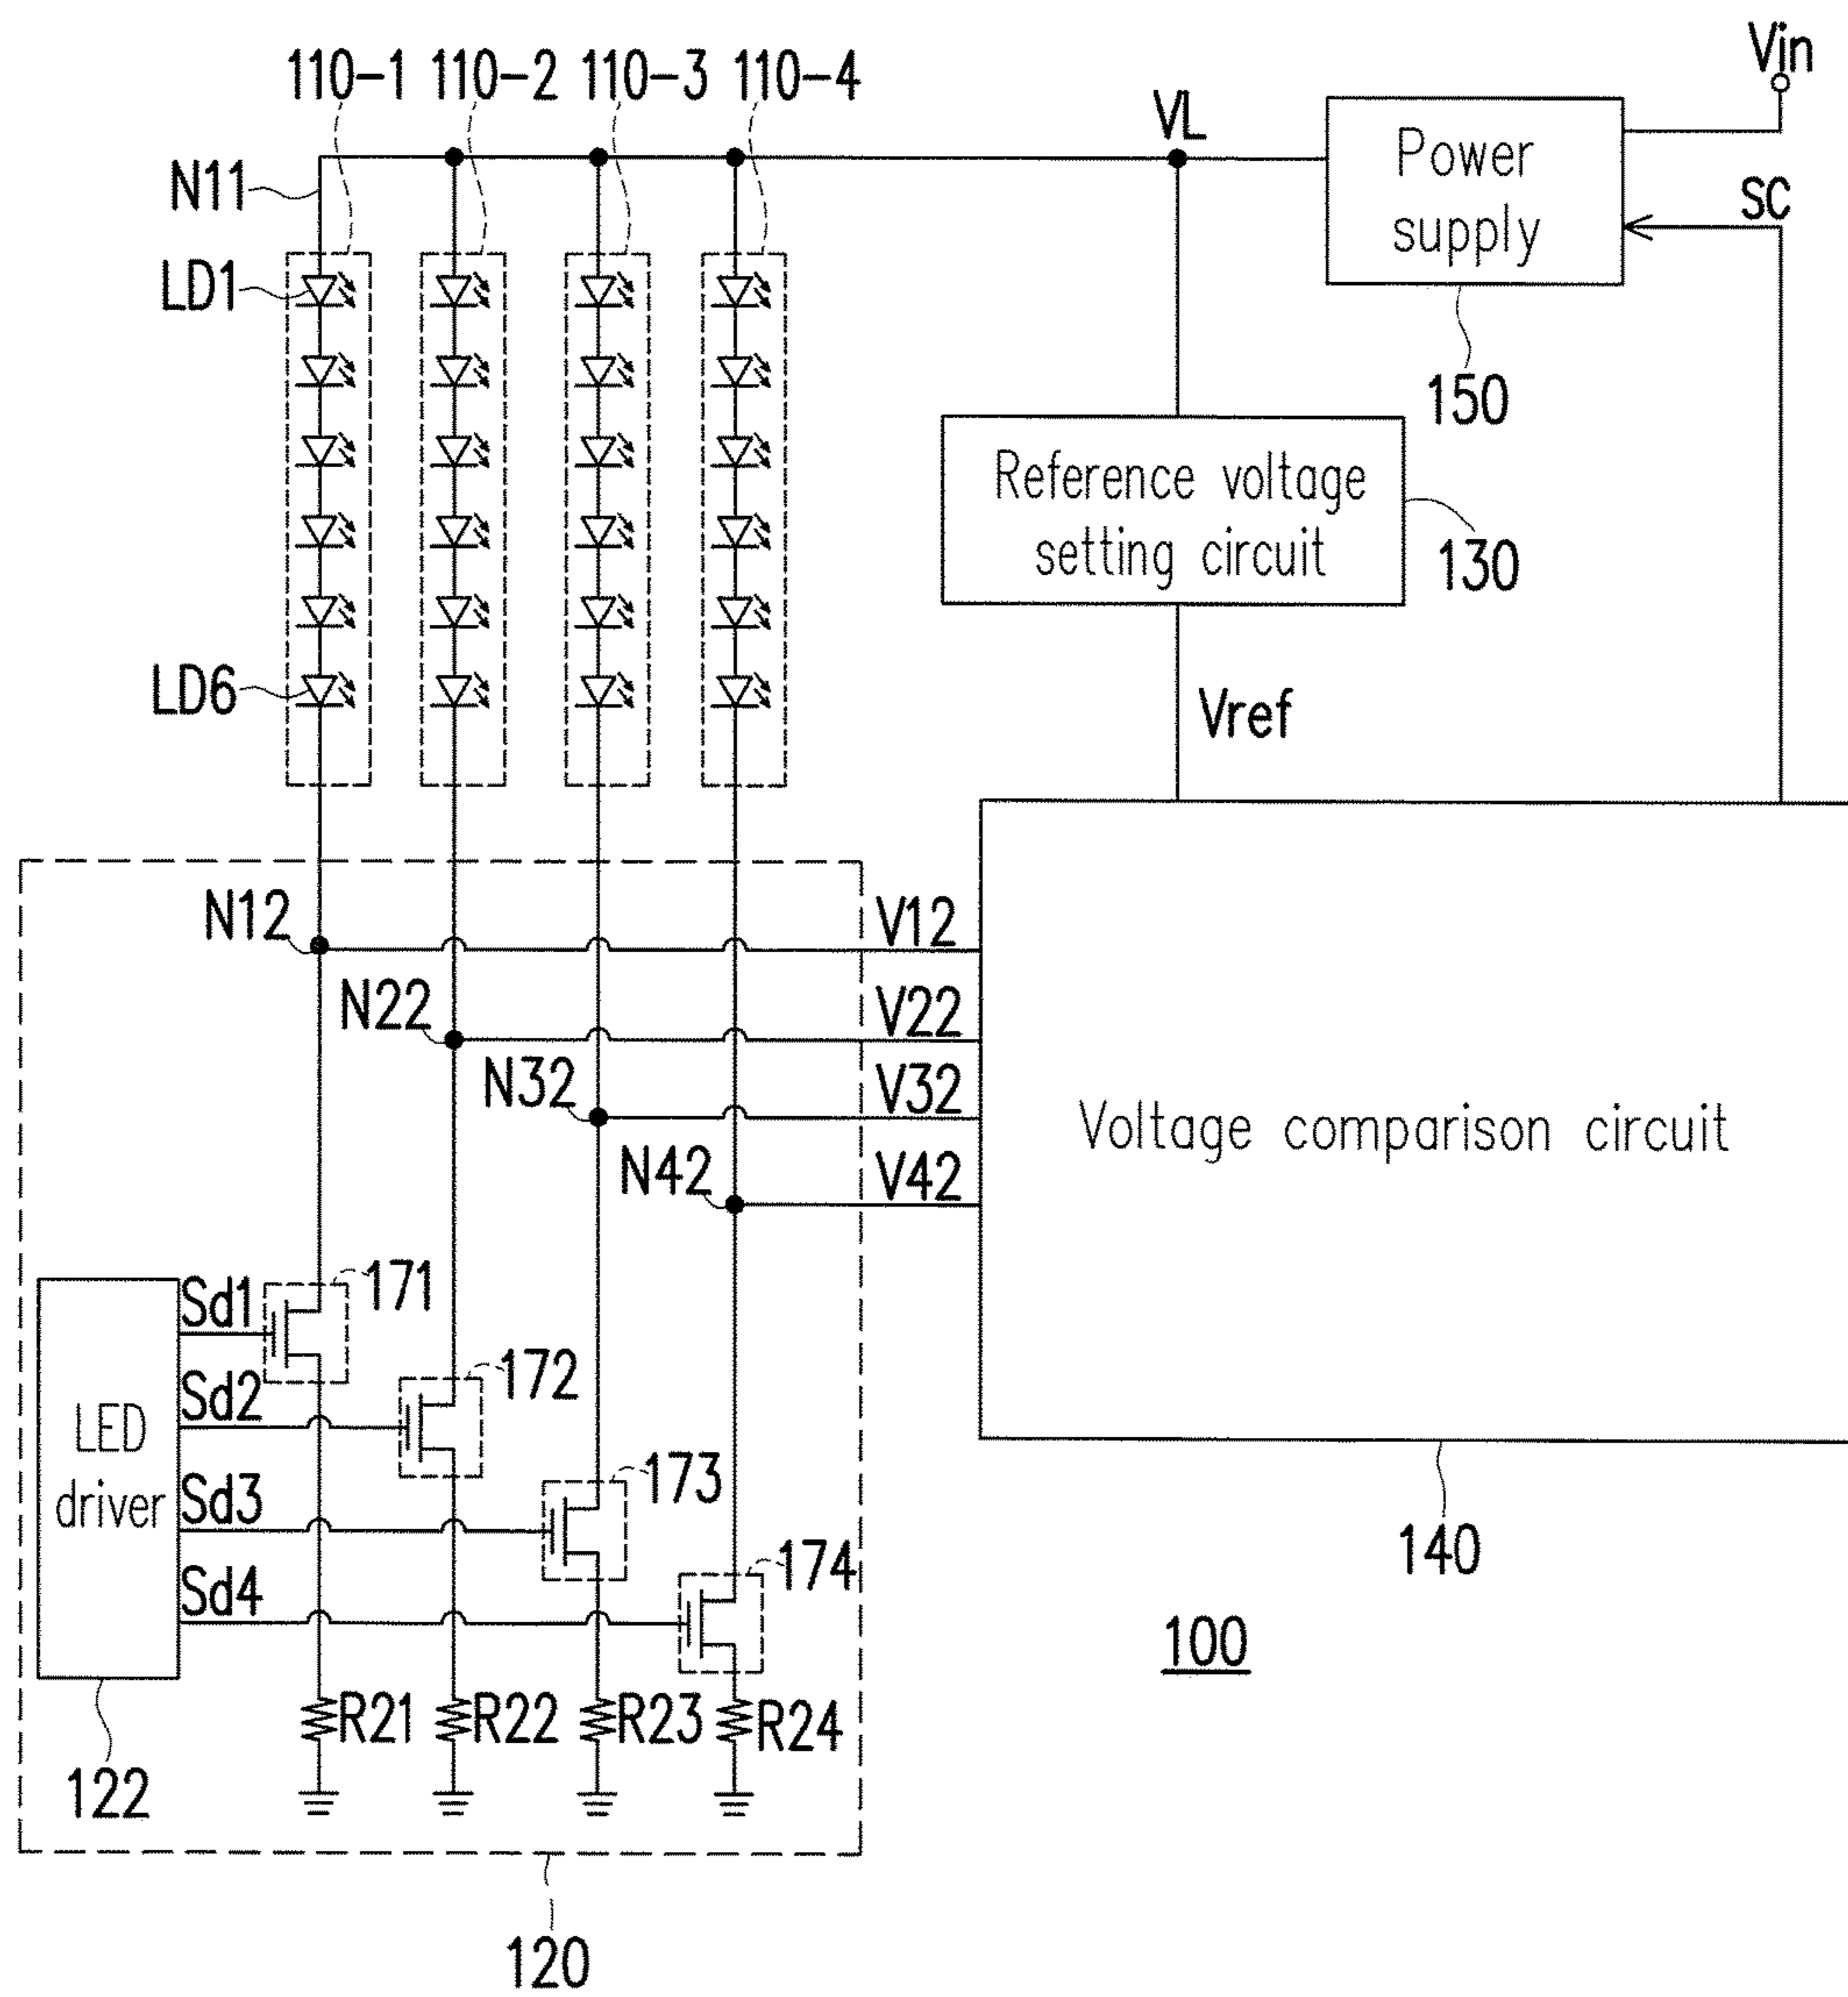 110-1 110-2 110-3 110-4
Vin
VL
N11
Power
supply
SC
LD1
150
Reference voltage
setting circuit
130
LD6
Vref
N12
V12
N22
V22
N32
V32
Voltage comparison circuit
N42
V42
Sd1
171
Sd2
172
LED
driver
Sd3
173
140
Sd4
174
100
R21
R22
R23
R24
122
120